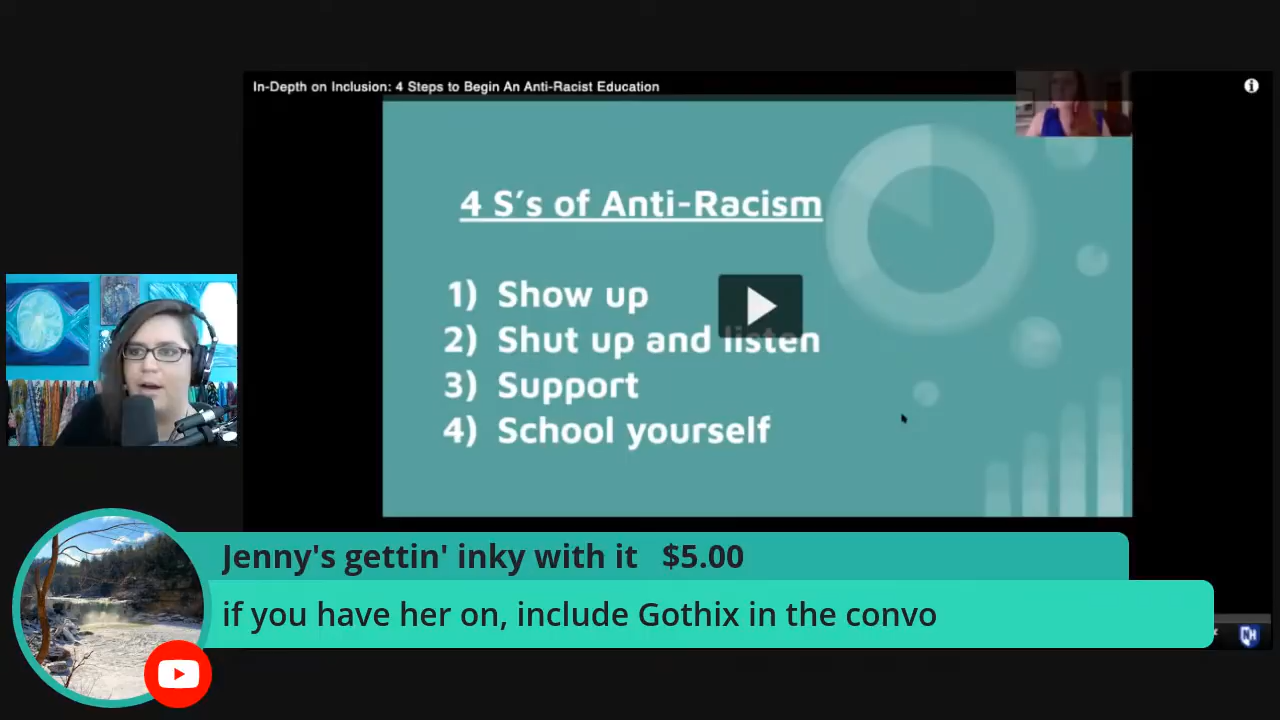 In-Depth on Inclusion: 4 Steps to Begin An Anti-Racist Education
4 S's of Anti-Racism
1) Show up
2) Shut up and listen
3) Support
4) School yourself
Jenny's gettin' inky with it $5.00
if you have her on, include Gothix in the convo